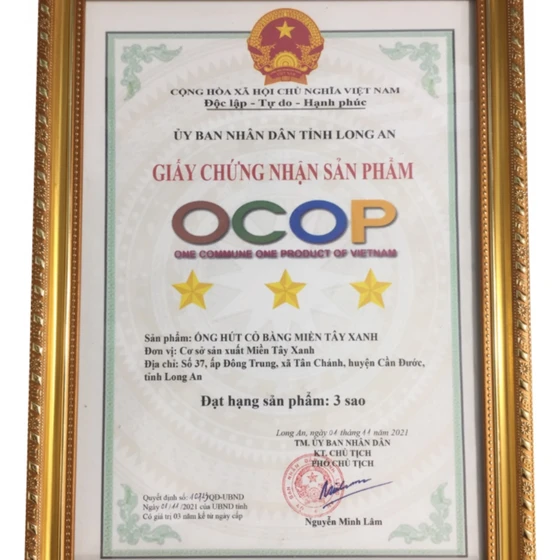 CỘNG HÒA XÃ HỘI CHỦ NGHĨA VIỆT NAM
Độc lập - Tự do - Hạnh phúc
ỦY BAN NHÂN DÂN TỈNH LONG AN
GIẤY CHỨNG NHẬN SẢN PHẨM
OCOP
ONE COMMUNE ONE PRODUCT OF VIETNAM
Sản phẩm: ỐNG HÚT CỎ BÀNG MIỀN TÂY XANH
Đơn vị: Cơ sở sản xuất Miền Tây Xanh
Địa chỉ: Số 37, ấp Đông Trung, xã Tân Chánh, huyện Cần Đước,
tỉnh Long An
Đạt hạng sản phẩm: 3 sao
Long An, ngày tháng 11 năm 2021
TM. ỦY BAN NHÂN DÂN
KT. CHỦ TỊCH
PHÓ CHỦ TỊCH
Quyết định số: /QĐ-UBND
Ngày /2021 của UBND tỉnh
Có giá trị 03 năm kể từ ngày cấp
Nguyễn Minh Lâm